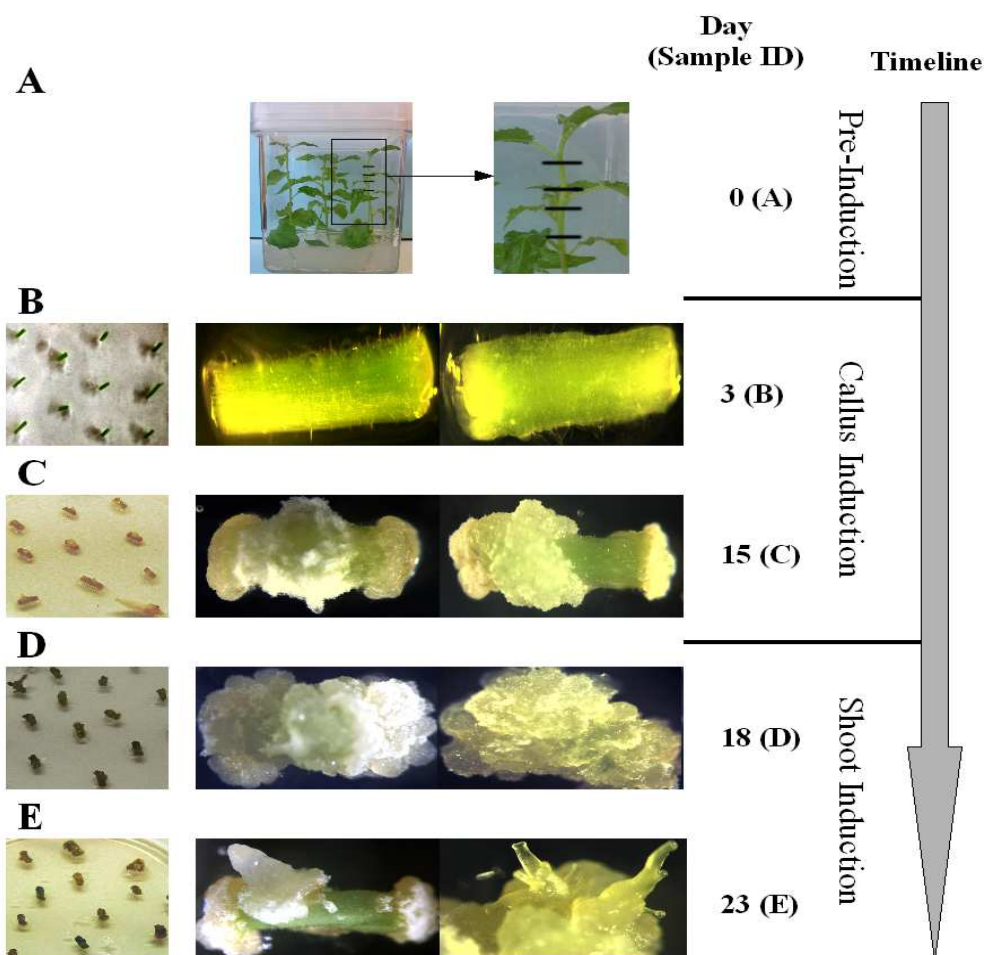 Day
(Sample ID)
Timeline
A
0 (A)
Pre-Induction
B
3 (B)
Callus Induction
C
15 (C)
D
18 (D)
Shoot Induction
E
23 (E)